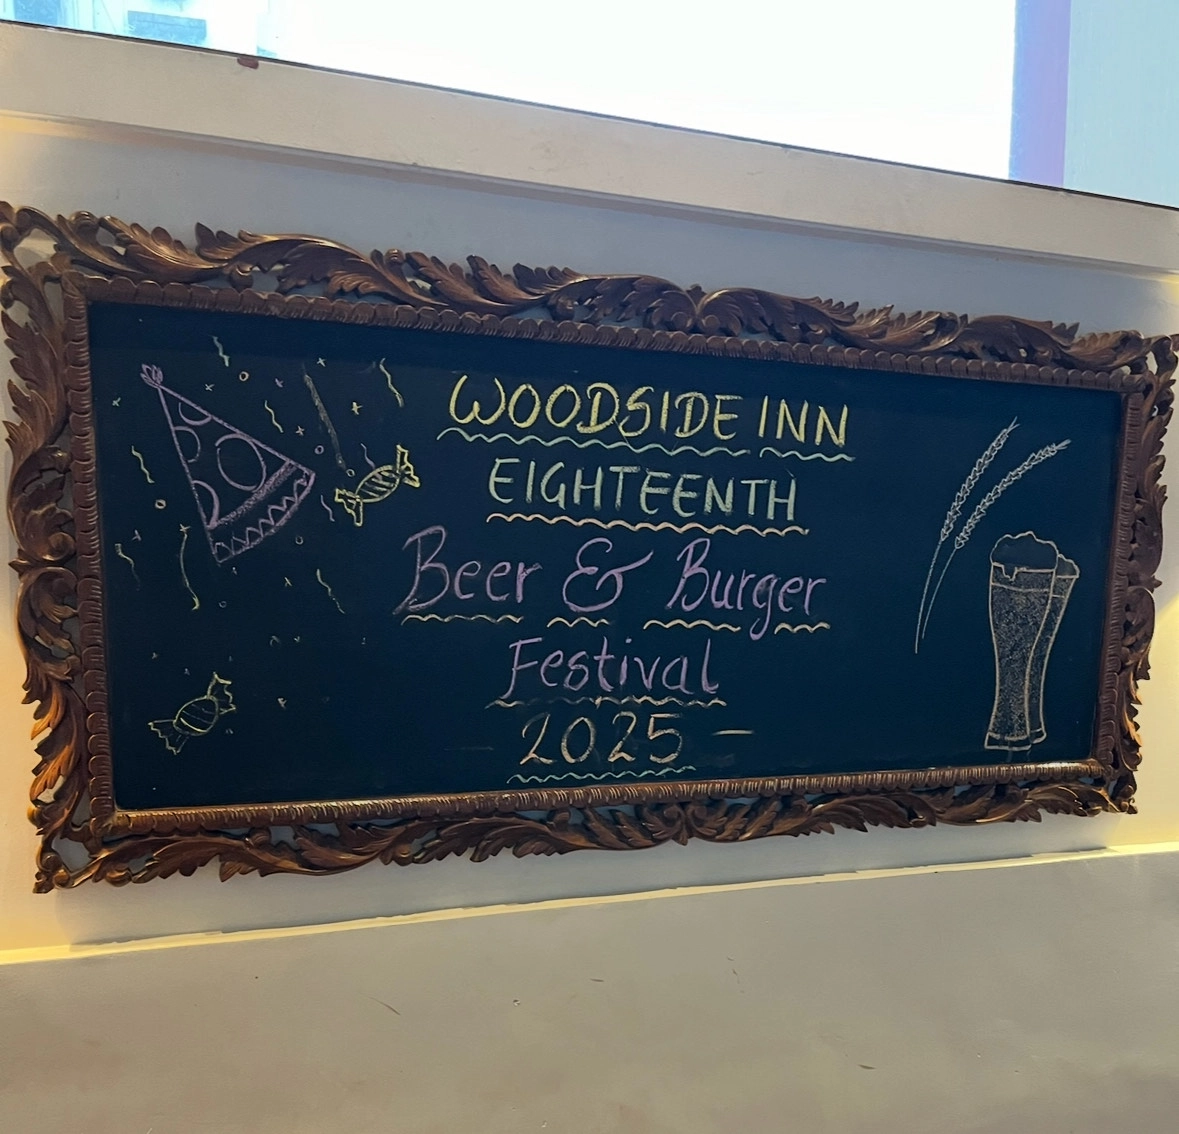 WOODSIDE INN
EIGHTEENTH
Beer & Burger
Festival
2025 -